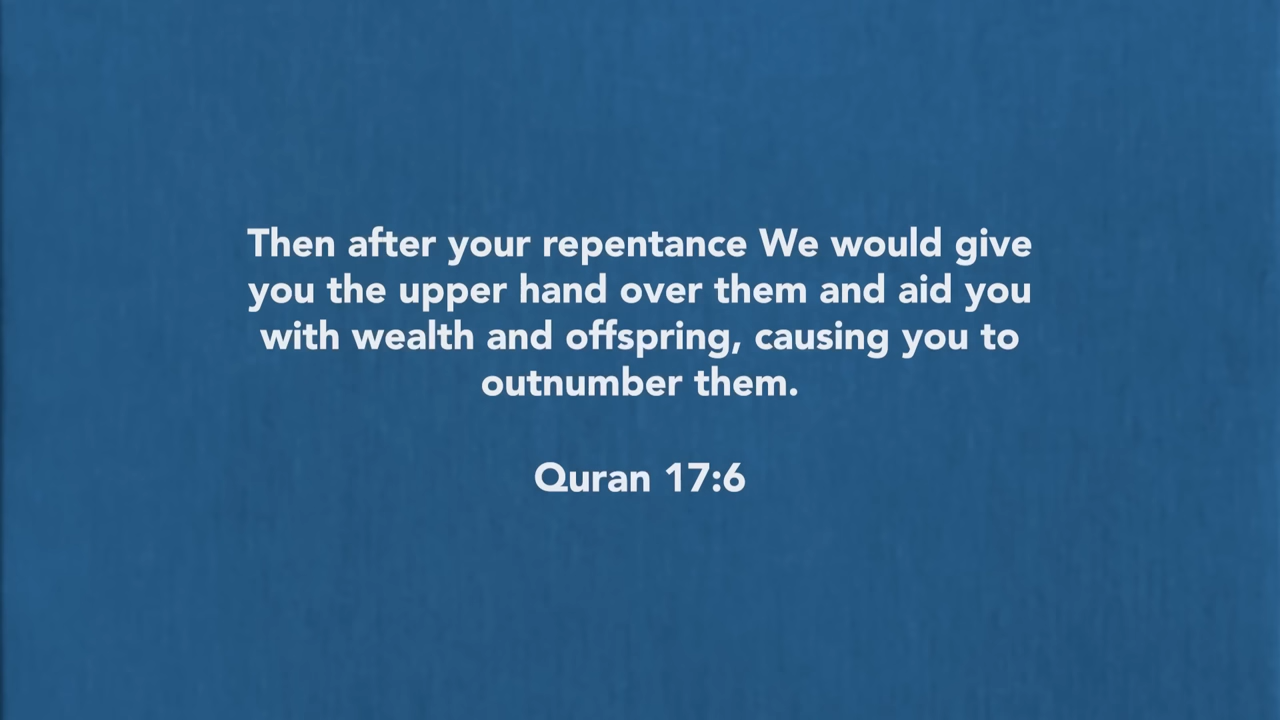 Then after your repentance We would give
you the upper hand over them and aid you
with wealth and offspring, causing you to
outnumber them.
Quran 17:6